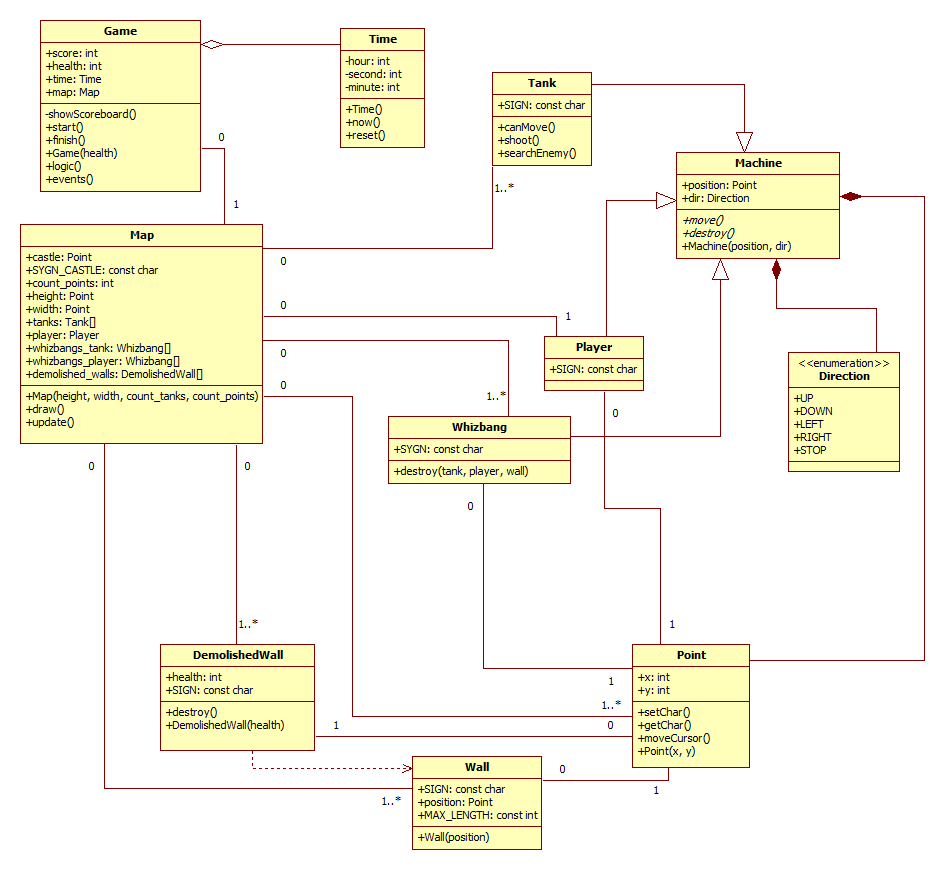 Game
+score: int
+health: int
+time: Time
+map: Map
-showScoreboard()
+start()
+finish()
+Game(health)
+logic()
+events()
Time
-hour: int
-second: int
-minute: int
+Time()
+now()
+reset()
Tank
+SIGN: const char
+canMove()
+shoot()
+searchEnemy()
Machine
+position: Point
+dir: Direction
+move()
+destroy()
+Machine(position, dir)
0
1
1..*
Map
+castle: Point
+SYGN_CASTLE: const char
+count_points: int
+height: Point
+width: Point
+tanks: Tank[]
+player: Player
+whizbangs_tank: Whizbang[]
+whizbangs_player: Whizbang[]
+demolished_walls: DemolishedWall[]
+Map(height, width, count_tanks, count_points)
+draw()
+update()
0
0
1
0
0
1..*
Player
+SIGN: const char
0
<<enumeration>>
Direction
+UP
+DOWN
+LEFT
+RIGHT
+STOP
Whizbang
+SYGN: const char
+destroy(tank, player, wall)
0
0
0
1..*
1
DemolishedWall
+health: int
+SIGN: const char
+destroy()
+DemolishedWall(health)
1
1
1..*
0
Point
+x: int
+y: int
+setChar()
+getChar()
+moveCursor()
+Point(x, y)
Wall
+SIGN: const char
+position: Point
+MAX_LENGTH: const int
+Wall(position)
0
1
1..*